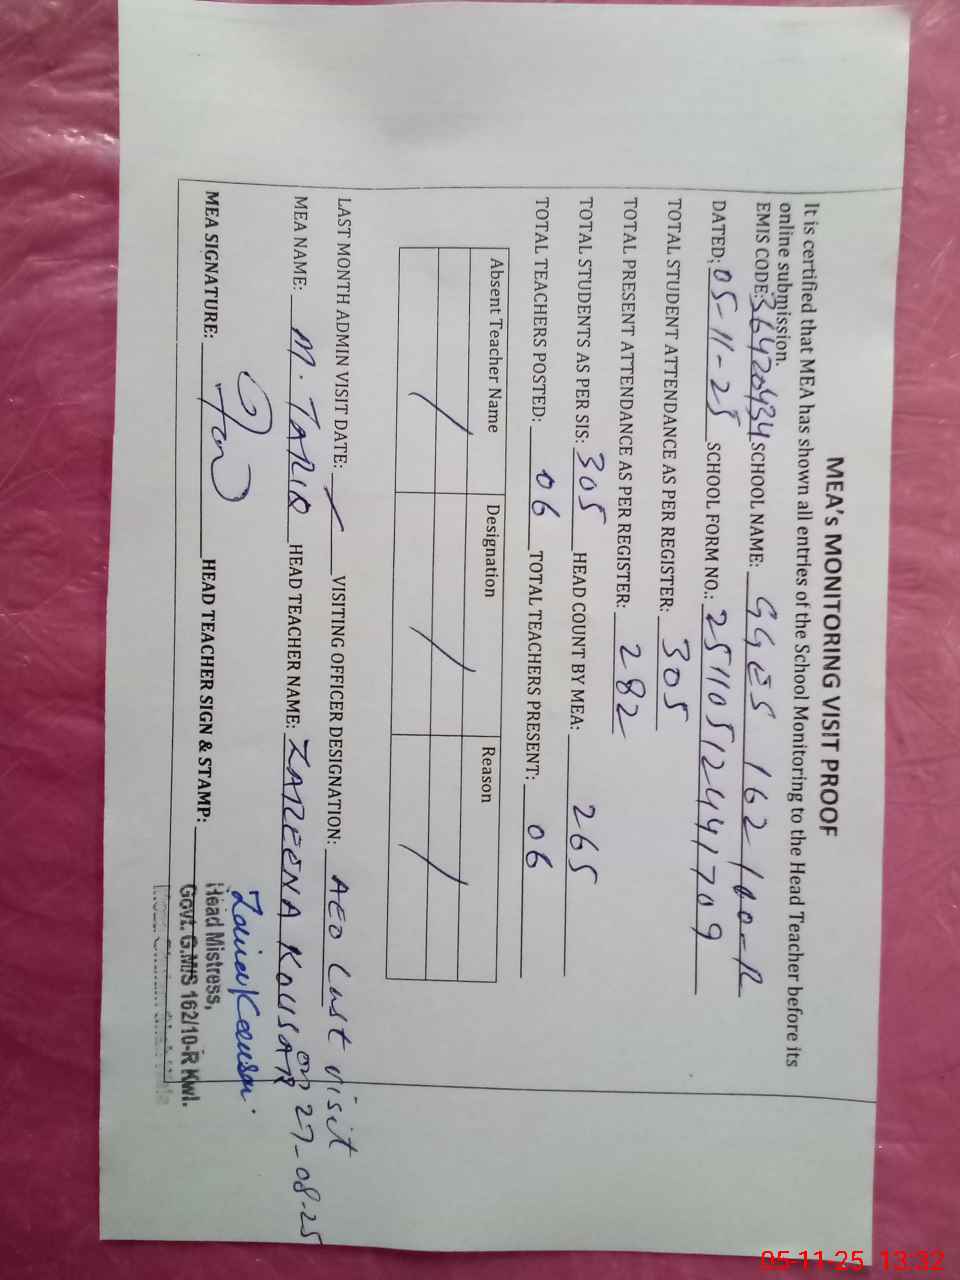 MEA's MONITORING VISIT PROOF
It is certified that MEA has shown all entries of the School Monitoring to the Head Teacher before its
online submission.
EMIS CODE: 36420434 SCHOOL NAME: GGES 162/10-R
DATED: 05-11-25 SCHOOL FORM NO.: 25110512441709
TOTAL STUDENT ATTENDANCE AS PER REGISTER: 305
TOTAL PRESENT ATTENDANCE AS PER REGISTER: 282
TOTAL STUDENTS AS PER SIS: 305 HEAD COUNT BY MEA: 265
TOTAL TEACHERS POSTED: 06 TOTAL TEACHERS PRESENT: 06
Absent Teacher Name Designation Reason
LAST MONTH ADMIN VISIT DATE: / VISITING OFFICER DESIGNATION: AEO Last visit
on 27-08-25
MEA NAME: M. TARIQ HEAD TEACHER NAME: ZAREENA KOUSAR
MEA SIGNATURE: HEAD TEACHER SIGN & STAMP:
Head Mistress,
Govt. G.M/S 162/10-R Kwl.
05-11-25 13:32